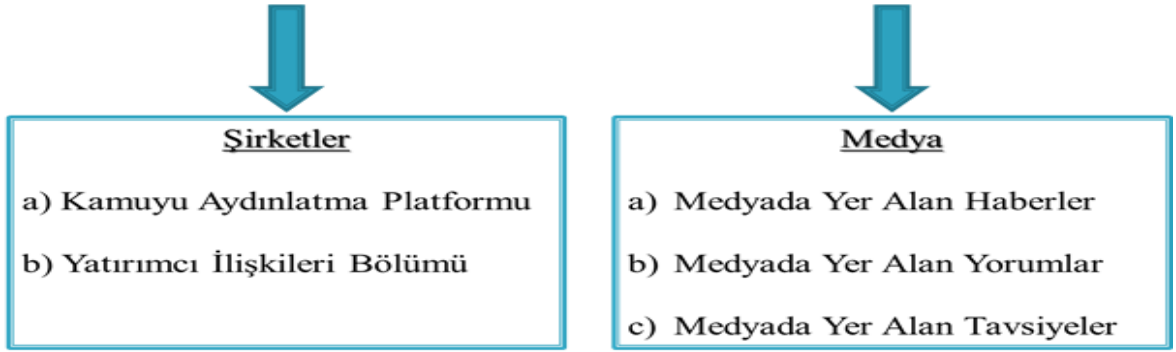 Şirketler
a) Kamuyu Aydınlatma Platformu
b) Yatırımcı İlişkileri Bölümü
Medya
a) Medyada Yer Alan Haberler
b) Medyada Yer Alan Yorumlar
c) Medyada Yer Alan Tavsiyeler